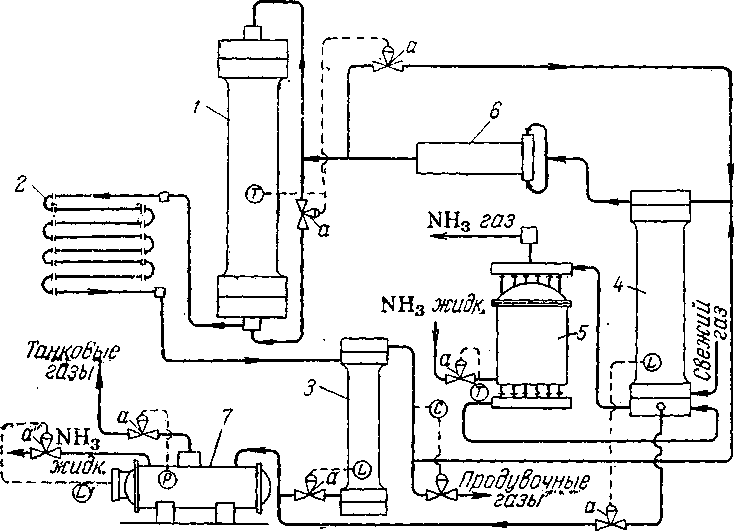 a
1
6
2
T
a
NH₃ газ
4
NH₃ жидк.
5
Свежий
газ
a
T
L
Танковые
газы
3
a
7
C
a
NH₃
жидк.
P
L
a
L
Продувочные
газы
a